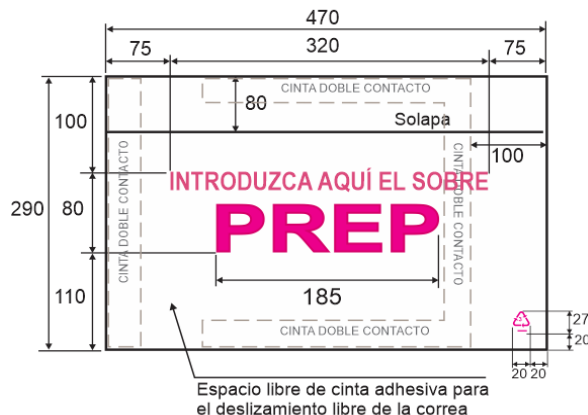 470
75 320 75
CINTA DOBLE CONTACTO
80
Solapa
100
100
INTRODUZCA AQUÍ EL SOBRE
290 80
PREP
CINTA DOBLE CONTACTO
CINTA DOBLE CONTACTO
185
110
CINTA DOBLE CONTACTO
27
20
20 20
Espacio libre de cinta adhesiva para
el deslizamiento libre de la correa